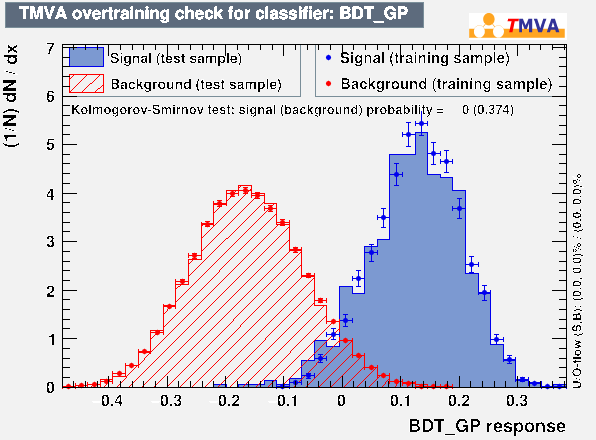 TMVA overtraining check for classifier: BDT_GP
TMVA
Signal (test sample)
Background (test sample)
Signal (training sample)
Background (training sample)
Kolmogorov-Smirnov test: signal (background) probability = 0 (0.374)
(1/N) dN / dx
7
6
5
4
3
2
1
0
-0.4 -0.3 -0.2 -0.1 0 0.1 0.2 0.3
BDT_GP response
U/O-flow (S,B): (0.0, 0.0)% / (0.0, 0.0)%